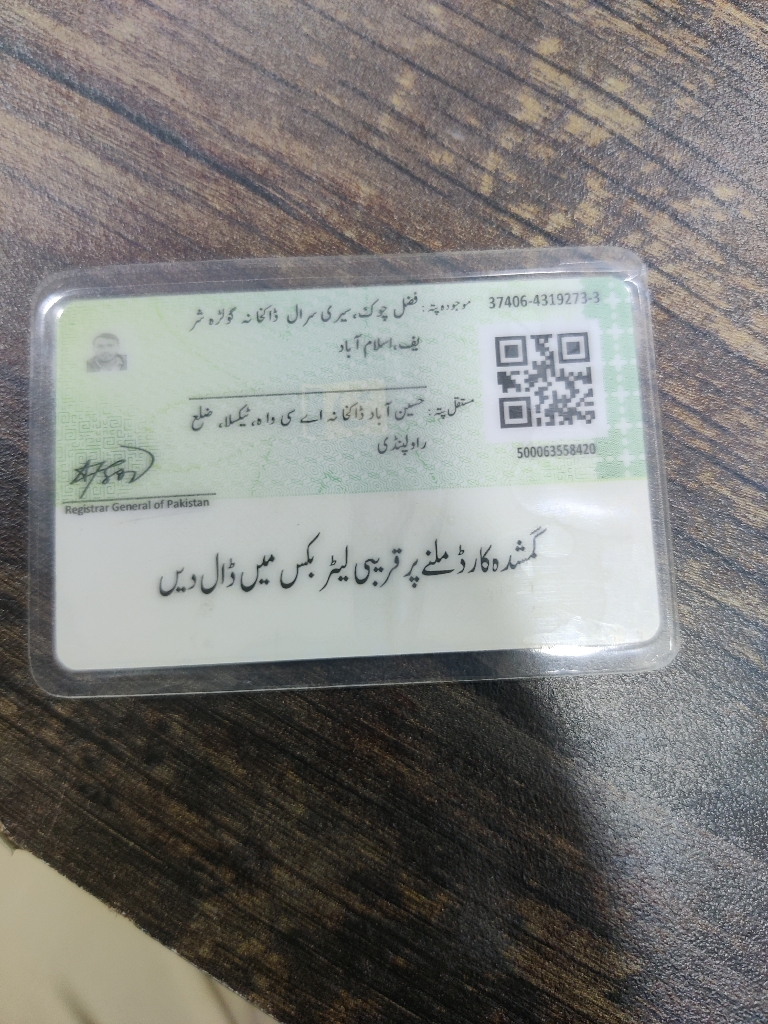 37406-4319273-3
موجودہ پتہ: فضل چوک، سیری سرال ڈاکخانہ گولڑہ شر
یف، اسلام آباد
مستقل پتہ: حسین آباد ڈاکخانہ اے سی واہ، ٹیکسلا، ضلع
راولپنڈی
500063558420
Registrar General of Pakistan
گمشدہ کارڈ ملنے پر قریبی لیٹر بکس میں ڈال دیں